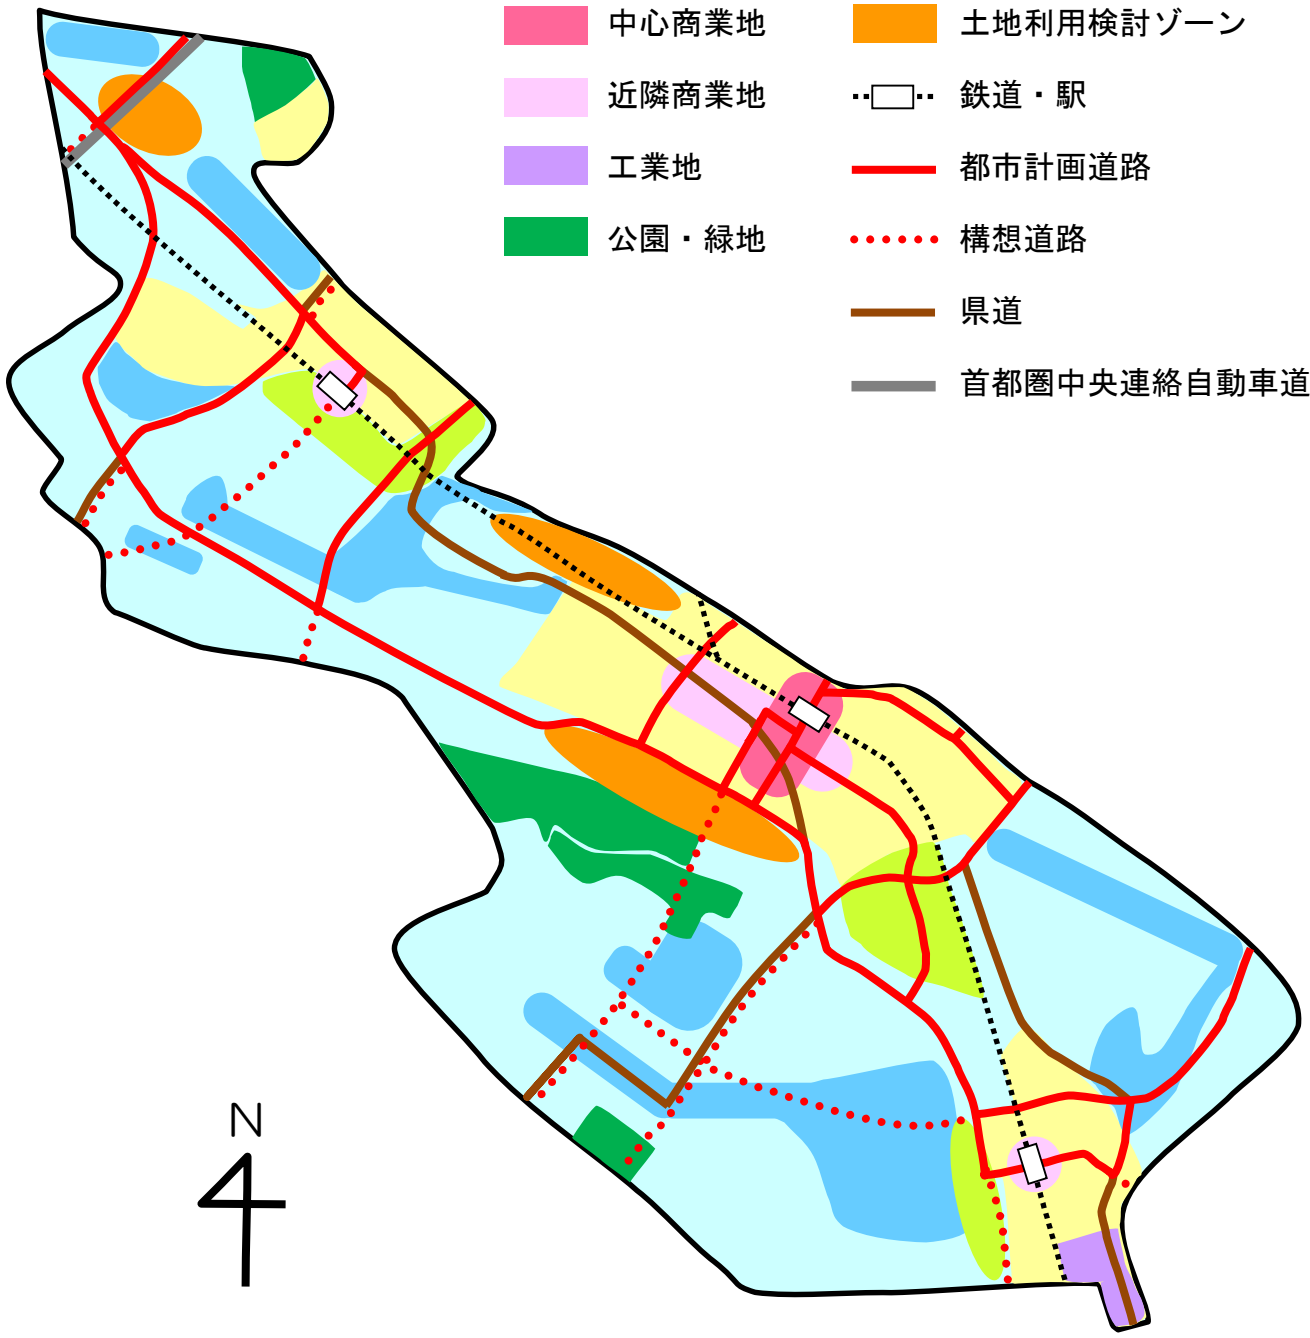 中心商業地
近隣商業地
工業地
公園・緑地
土地利用検討ゾーン
鉄道・駅
都市計画道路
構想道路
県道
首都圏中央連絡自動車道
N